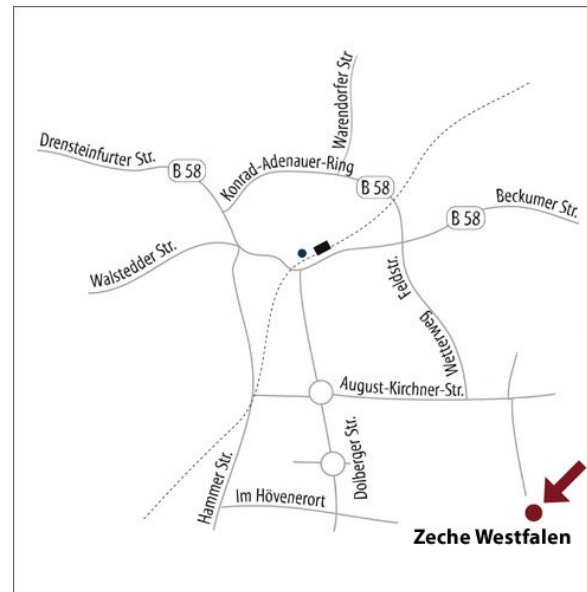 Warendorfer Str
Drensteinfurter Str.
B 58
Konrad-Adenauer-Ring
B 58
Beckumer Str.
B 58
Walstedder Str.
Feldstr.
Wetterweg
August-Kirchner-Str.
Dolberger Str.
Hammer Str.
Im Hövenerort
Zeche Westfalen